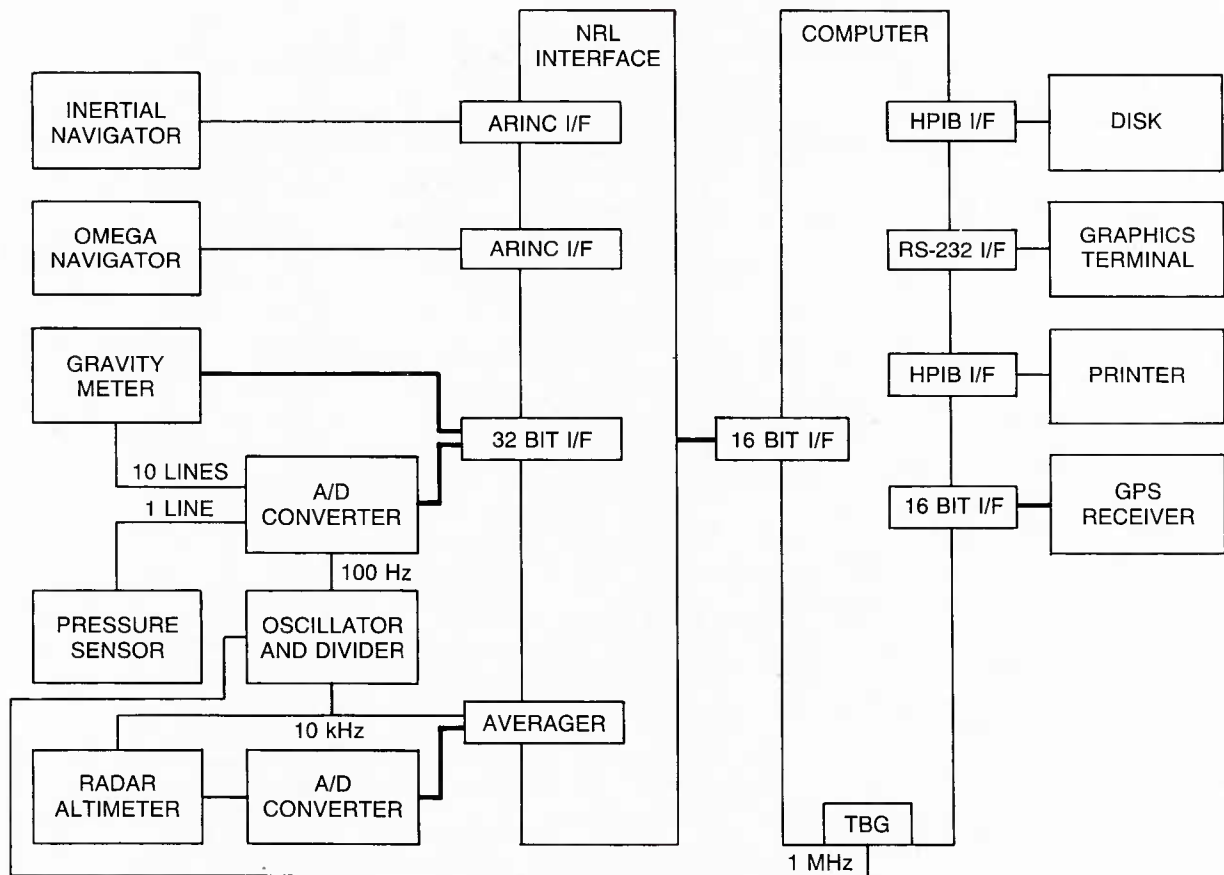 NRL
INTERFACE
COMPUTER
INERTIAL
NAVIGATOR
ARINC I/F
HPIB I/F
DISK
OMEGA
NAVIGATOR
ARINC I/F
RS-232 I/F
GRAPHICS
TERMINAL
GRAVITY
METER
HPIB I/F
PRINTER
32 BIT I/F
16 BIT I/F
10 LINES
1 LINE
A/D
CONVERTER
16 BIT I/F
GPS
RECEIVER
100 Hz
PRESSURE
SENSOR
OSCILLATOR
AND DIVIDER
10 kHz
AVERAGER
RADAR
ALTIMETER
A/D
CONVERTER
TBG
1 MHz